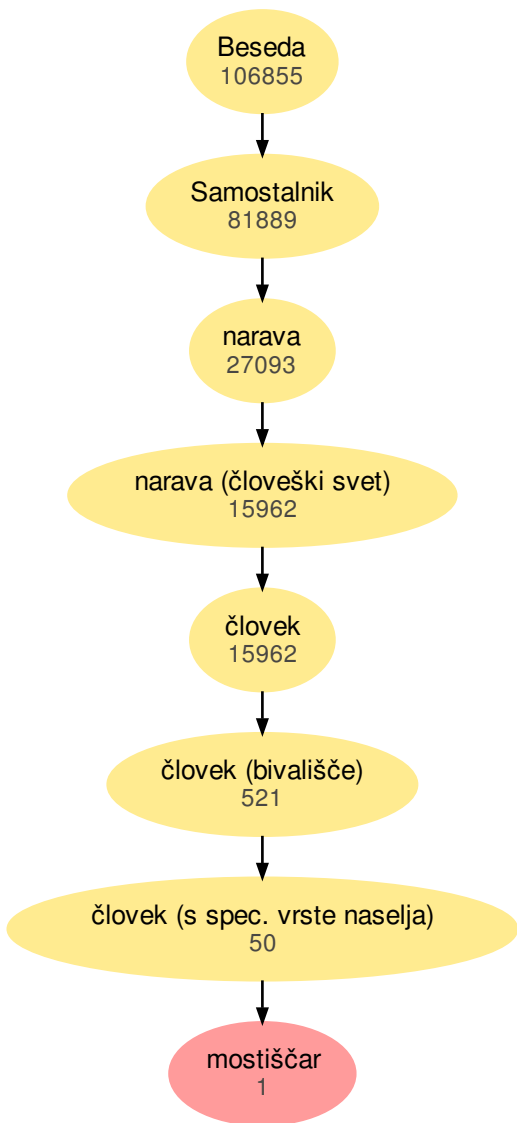 Beseda
106855
Samostalnik
81889
narava
27093
narava (človeški svet)
15962
človek
15962
človek (bivališče)
521
človek (s spec. vrste naselja)
50
mostiščar
1